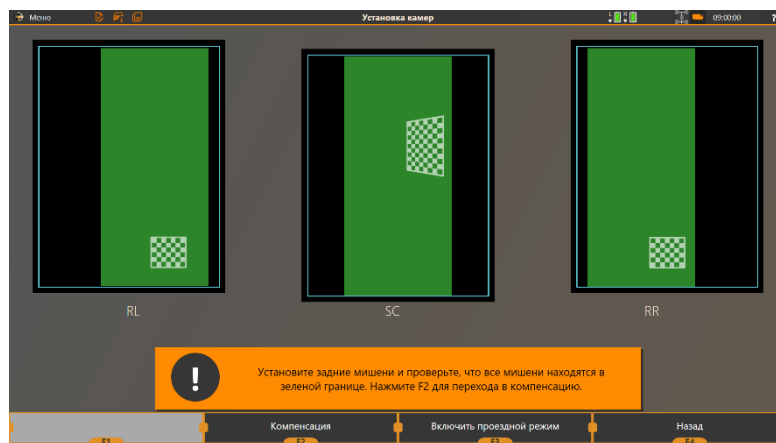 Меню
Установка камер
09:00:00
?
RL
SC
RR
!
Установите задние мишени и проверьте, что все мишени находятся в
зеленой границе. Нажмите F2 для перехода в компенсацию.
Компенсация
Включить проездной режим
Назад
F1
F2
F3
F4